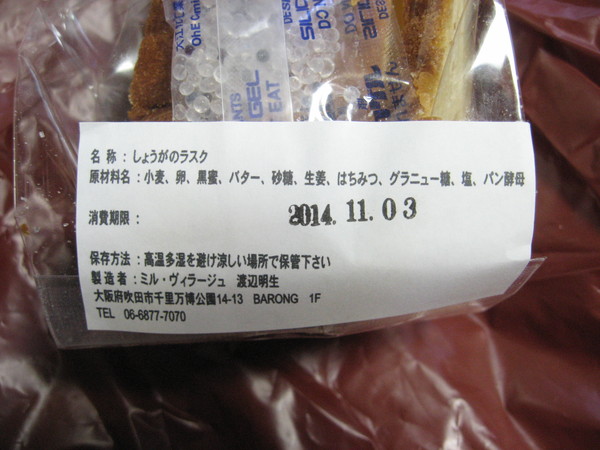 DO NOT
SILIC
GEL
EAT
名 称：しょうがのラスク
原材料名：小麦、卵、黒蜜、バター、砂糖、生姜、はちみつ、グラニュー糖、塩、パン酵母
消費期限： 2014.11.03
保存方法：高温多湿を避け涼しい場所で保管下さい
製造者：ミル・ヴィラージュ 渡辺明生
大阪府吹田市千里万博公園14-13 BARONG 1F
TEL 06-6877-7070